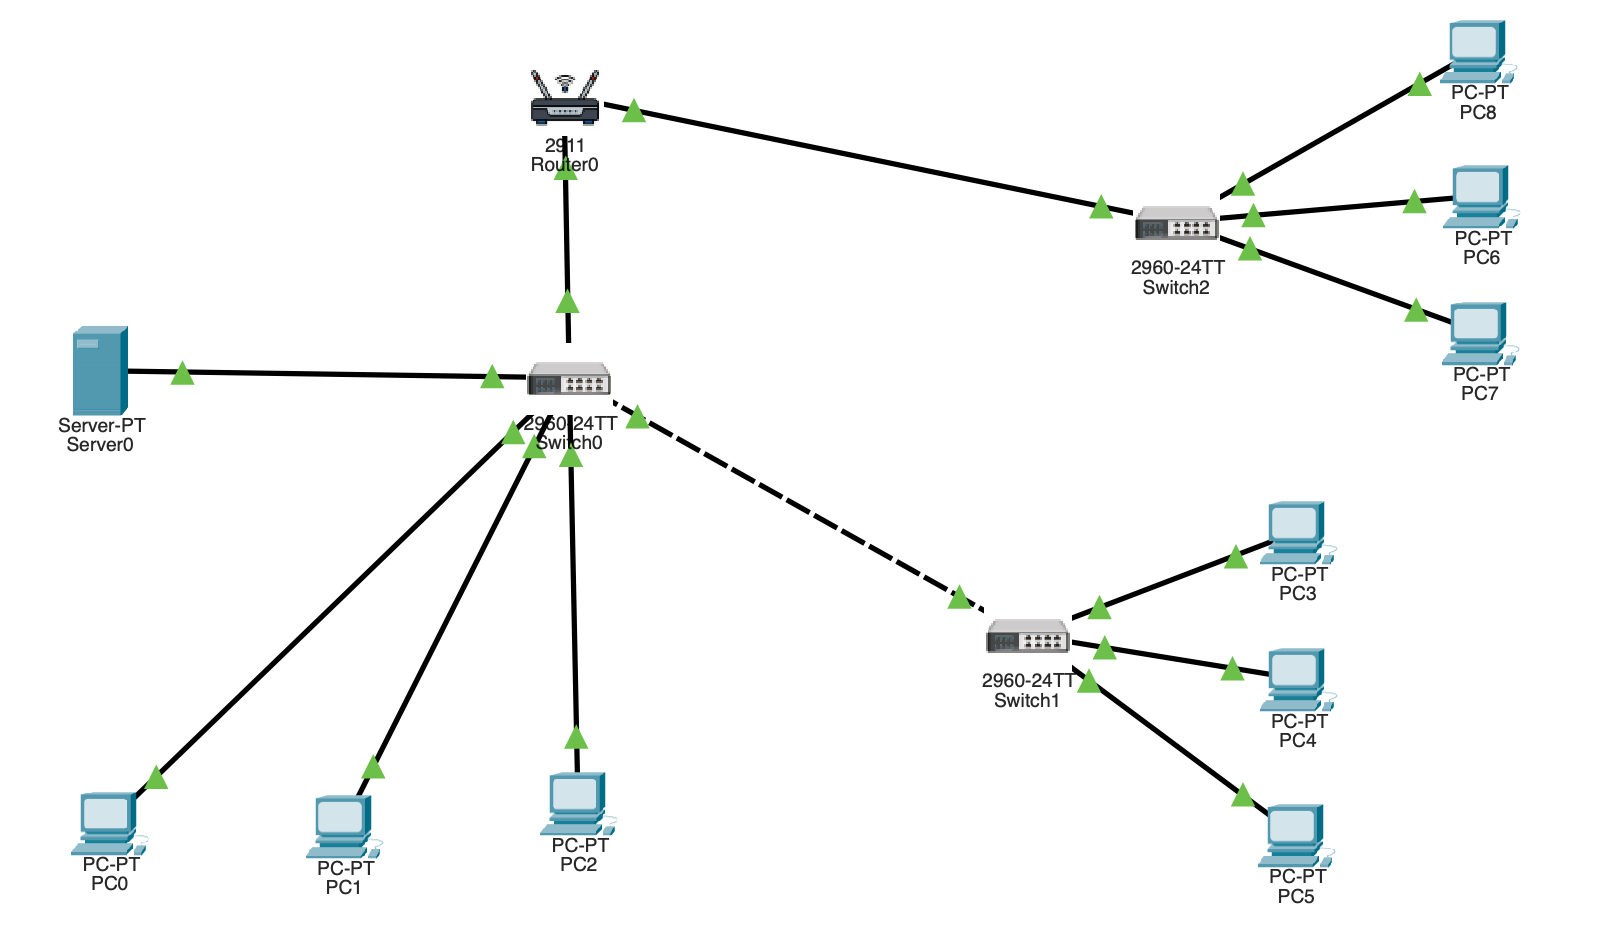 PC-PT
PC8
2911
Router0
PC-PT
PC6
2960-24TT
Switch2
PC-PT
PC7
Server-PT
Server0
2960-24TT
Switch0
PC-PT
PC3
2960-24TT
Switch1
PC-PT
PC4
PC-PT
PC0
PC-PT
PC1
PC-PT
PC2
PC-PT
PC5